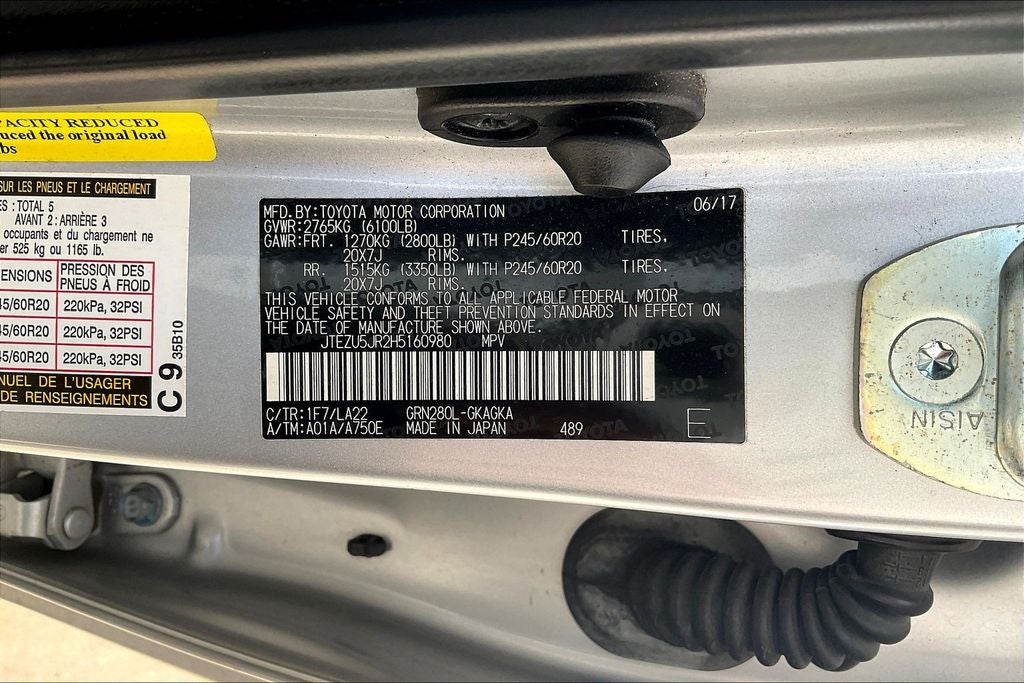 ACITY REDUCED
uced the original load
bs
SUR LES PNEUS ET LE CHARGEMENT
ES : TOTAL 5
AVANT 2: ARRIÈRE 3
occupants et du chargement ne
er 525 kg ou 1165 lb.
ENSIONS PRESSION DES PNEUS À FROID
45/60R20 220kPa, 32PSI
45/60R20 220kPa, 32PSI
45/60R20 220kPa, 32PSI
NUEL DE L'USAGER
DE RENSEIGNEMENTS
C 9 35B10
MFD.BY:TOYOTA MOTOR CORPORATION 06/17
GVWR:2765KG (6100LB)
GAWR:FRT. 1270KG (2800LB) WITH P245/60R20 TIRES.
20X7J RIMS.
RR. 1515KG (3350LB) WITH P245/60R20 TIRES.
20X7J RIMS.
THIS VEHICLE CONFORMS TO ALL APPLICABLE FEDERAL MOTOR
VEHICLE SAFETY AND THEFT PREVENTION STANDARDS IN EFFECT ON
THE DATE OF MANUFACTURE SHOWN ABOVE.
JTEZU5JR2H5160980 MPV
C/TR:1F7/LA22 GRN280L-GKAGKA
A/TM:A01A/A750E MADE IN JAPAN 489 E
AISIN